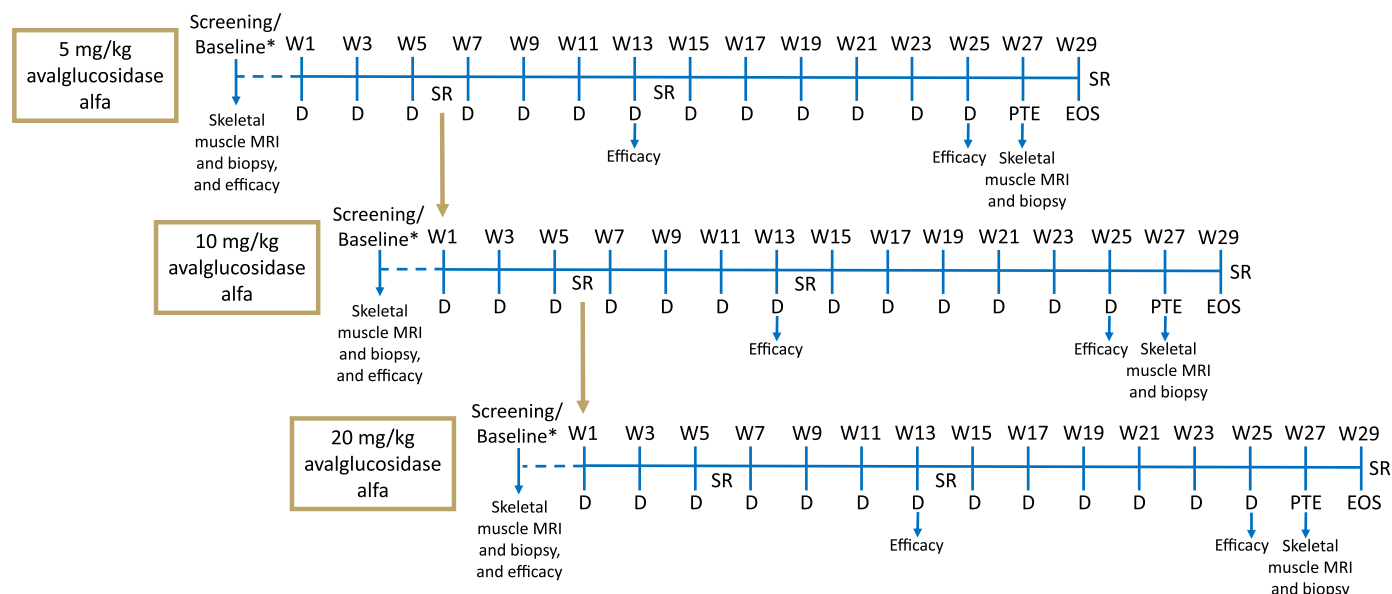 Screening/
Baseline* W1 W3 W5 W7 W9 W11 W13 W15 W17 W19 W21 W23 W25 W27 W29
5 mg/kg
avalglucosidase
alfa
SR SR SR
D D D D D D D D D D D D D PTE EOS
Skeletal
muscle MRI
and biopsy,
and efficacy
Efficacy
Efficacy
Skeletal
muscle MRI
and biopsy
Screening/
Baseline* W1 W3 W5 W7 W9 W11 W13 W15 W17 W19 W21 W23 W25 W27 W29
10 mg/kg
avalglucosidase
alfa
SR SR SR
D D D D D D D D D D D D D PTE EOS
Skeletal
muscle MRI
and biopsy,
and efficacy
Efficacy
Efficacy
Skeletal
muscle MRI
and biopsy
Screening/
Baseline* W1 W3 W5 W7 W9 W11 W13 W15 W17 W19 W21 W23 W25 W27 W29
20 mg/kg
avalglucosidase
alfa
SR SR SR
D D D D D D D D D D D D D PTE EOS
Skeletal
muscle MRI
and biopsy,
and efficacy
Efficacy
Efficacy
Skeletal
muscle MRI
and biopsy